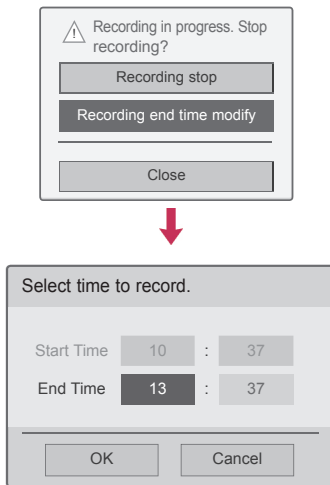 Recording in progress. Stop
recording?
Recording stop
Recording end time modify
Close
Select time to record.
Start Time 10 : 37
End Time 13 : 37
OK Cancel